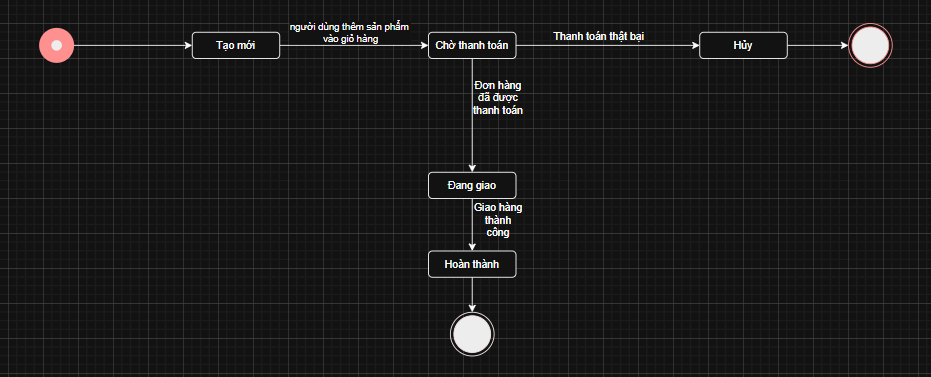 Tạo mới
người dùng thêm sản phẩm
vào giỏ hàng
Chờ thanh toán
Thanh toán thật bại
Hủy
Đơn hàng
đã được
thanh toán
Đang giao
Giao hàng
thành
công
Hoàn thành